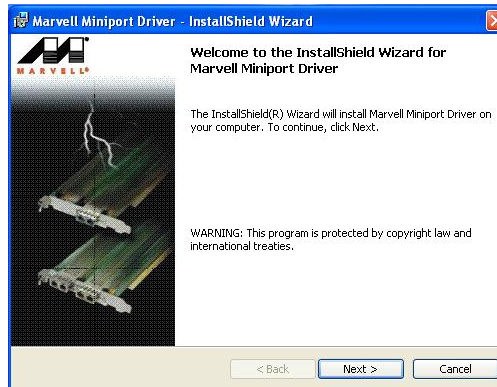 Marvell Miniport Driver - InstallShield Wizard
MARVELL®
Welcome to the InstallShield Wizard for
Marvell Miniport Driver
The InstallShield(R) Wizard will install Marvell Miniport Driver on
your computer. To continue, click Next.
WARNING: This program is protected by copyright law and
international treaties.
< Back
Next >
Cancel